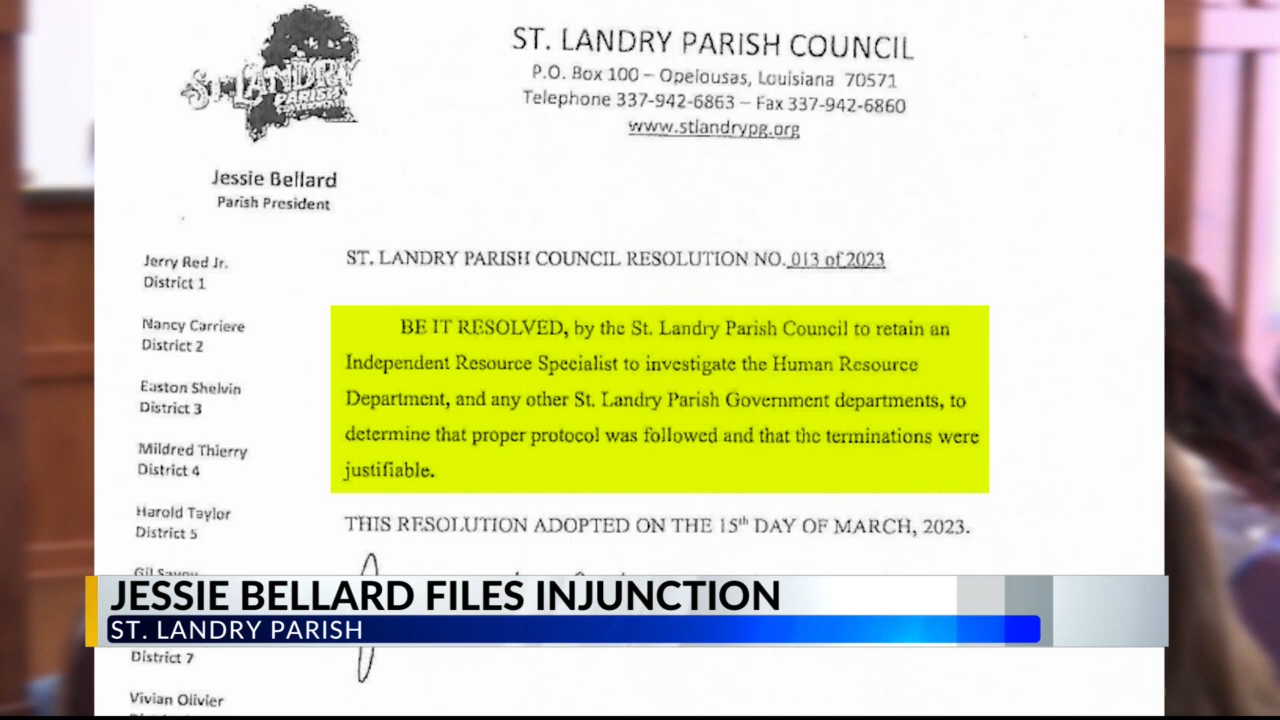 ST. LANDRY
PARISH
ST. LANDRY PARISH COUNCIL
P.O. Box 100 – Opelousas, Louisiana 70571
Telephone 337-942-6863 – Fax 337-942-6860
www.stlandrypg.org
Jessie Bellard
Parish President
Jerry Red Jr.
District 1
Nancy Carriere
District 2
Easton Shelvin
District 3
Mildred Thierry
District 4
Harold Taylor
District 5
Gil Savoy
District 7
Vivian Olivier
ST. LANDRY PARISH COUNCIL RESOLUTION NO. 013 of 2023
BE IT RESOLVED, by the St. Landry Parish Council to retain an
Independent Resource Specialist to investigate the Human Resource
Department, and any other St. Landry Parish Government departments, to
determine that proper protocol was followed and that the terminations were
justifiable.
THIS RESOLUTION ADOPTED ON THE 15th DAY OF MARCH, 2023.
JESSIE BELLARD FILES INJUNCTION
ST. LANDRY PARISH